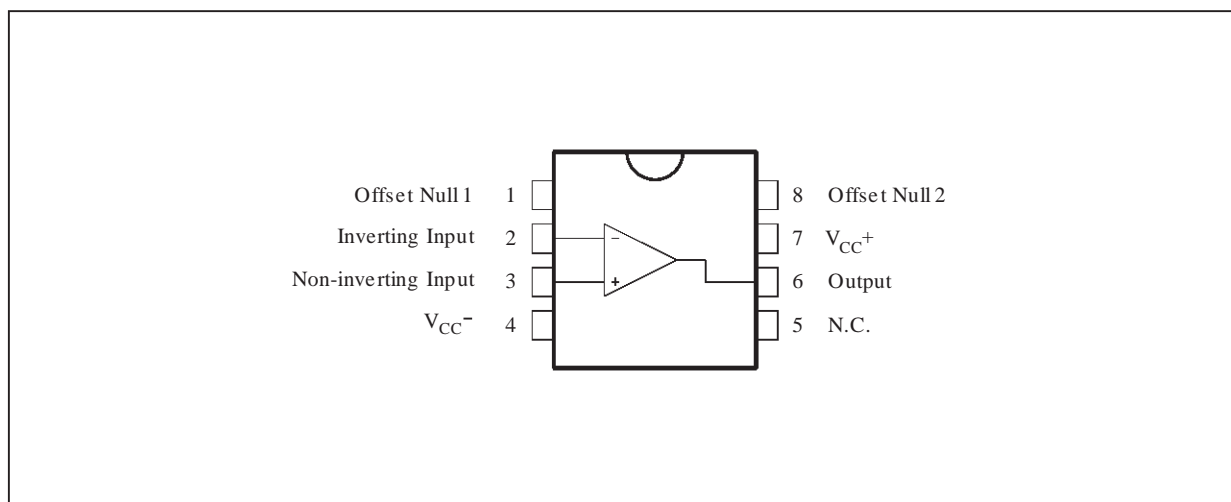 Offset Null 1 1 8 Offset Null 2
Inverting Input 2 7 VCC+
Non-inverting Input 3 6 Output
VCC− 4 5 N.C.
−
+